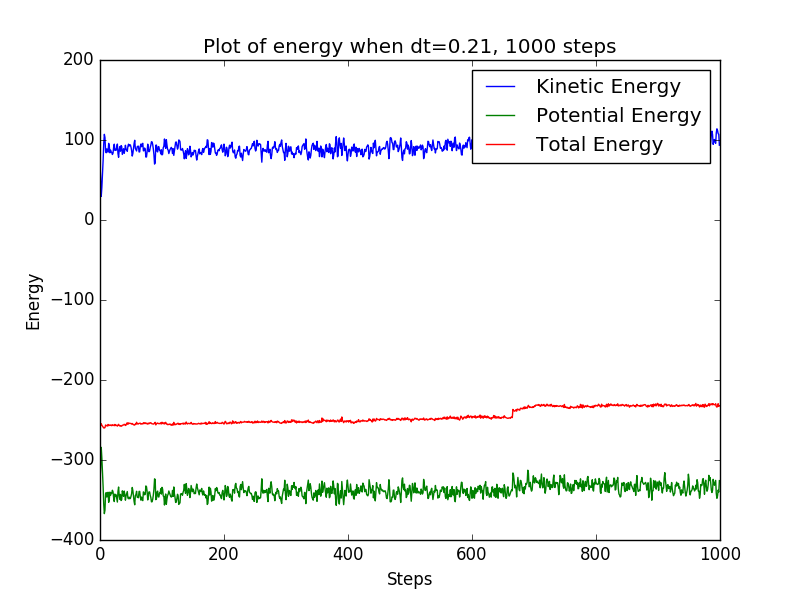 Plot of energy when dt=0.21, 1000 steps
200
100
0
−100
−200
−300
−400
Energy
Kinetic Energy
Potential Energy
Total Energy
0 200 400 600 800 1000
Steps